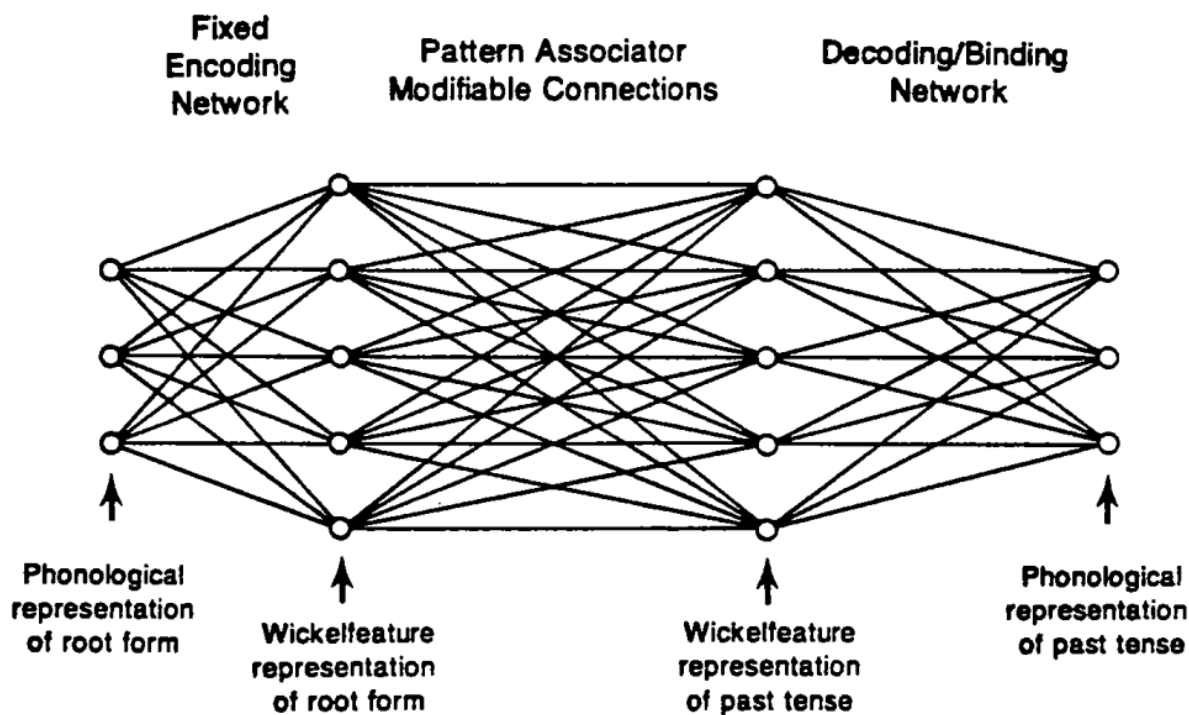 Fixed
Encoding
Network
Pattern Associator
Modifiable Connections
Decoding/Binding
Network
Phonological
representation
of root form
Wickelfeature
representation
of root form
Wickelfeature
representation
of past tense
Phonological
representation
of past tense